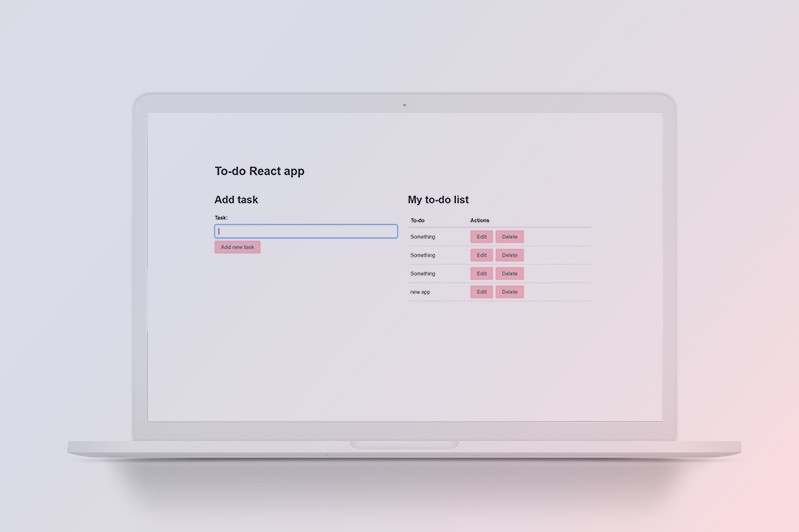 To-do React app
Add task
Task:
Add new task
My to-do list
To-do Actions
Something Edit Delete
Something Edit Delete
Something Edit Delete
new app Edit Delete